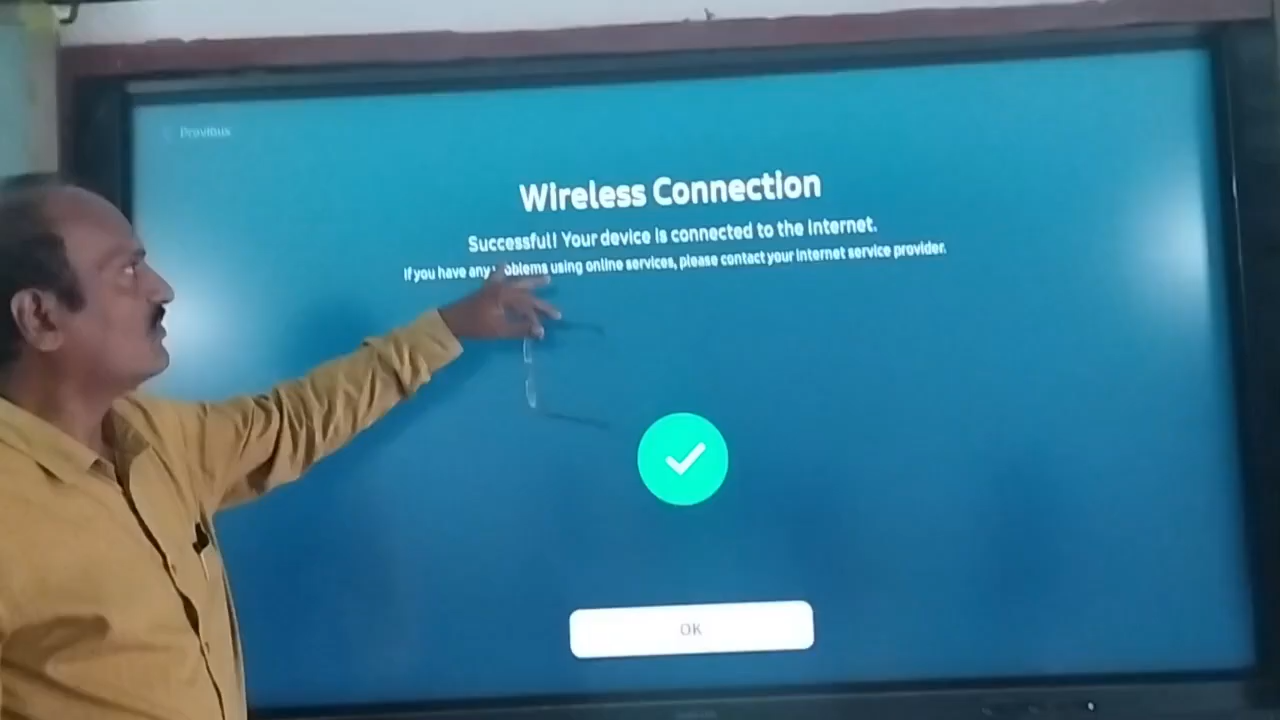 Previous
Wireless Connection
Successful! Your device is connected to the Internet.
If you have any problems using online services, please contact your Internet service provider.
OK